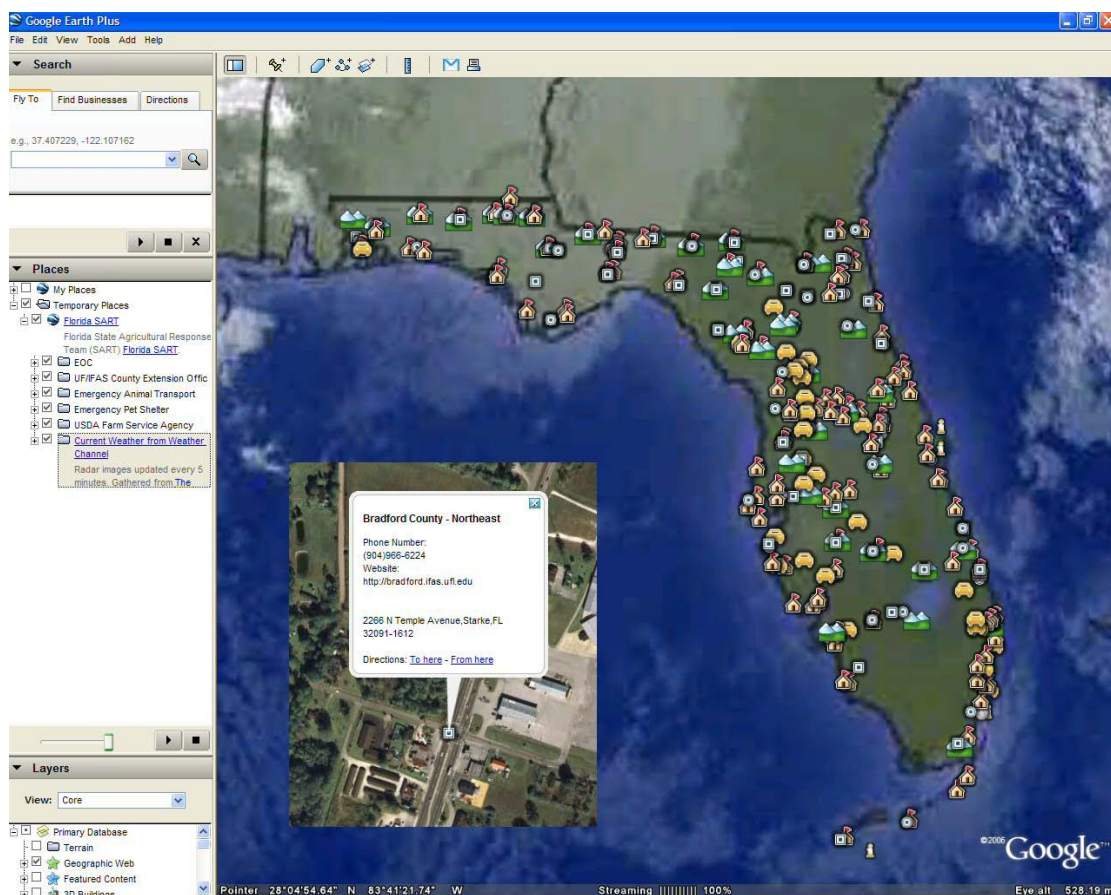 Google Earth Plus
File Edit View Tools Add Help
Search
Fly To Find Businesses Directions
e.g., 37.407229, -122.107162
Places
My Places
Temporary Places
Florida SART
Florida State Agricultural Response
Team (SART) Florida SART.
EOC
UF/IFAS County Extension Offic
Emergency Animal Transport
Emergency Pet Shelter
USDA Farm Service Agency
Current Weather from Weather
Channel
Radar images updated every 5
minutes. Gathered from The
Bradford County - Northeast
Phone Number:
(904)966-6224
Website:
http://bradford.ifas.ufl.edu
2266 N Temple Avenue,Starke,FL
32091-1612
Directions: To here - From here
Layers
View: Core
Primary Database
Terrain
Geographic Web
Featured Content
3D Buildings
©2006 Google™
Pointer 28°04'54.64" N 83°41'21.74" W Streaming |||||||||| 100% Eye alt 528.19 m